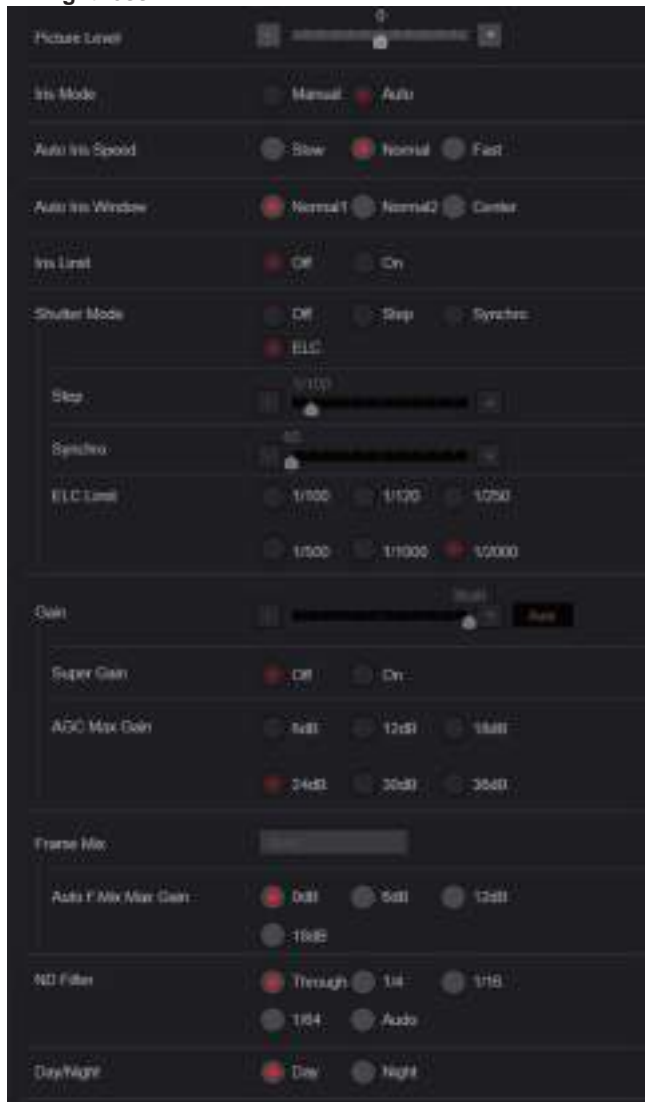 Picture Level
0
Iris Mode Manual Auto
Auto Iris Speed Slow Normal Fast
Auto Iris Window Normal1 Normal2 Center
Iris Limit Off On
Shutter Mode Off Step Synchro
ELC
Step 1/100
Synchro
ELC Limit 1/100 1/120 1/250
1/500 1/1000 1/2000
Gain
Super Gain Off On
AGC Max Gain 6dB 12dB 18dB
24dB 30dB 36dB
Frame Mix
Auto F.Mix Max Gain 0dB 6dB 12dB
18dB
ND Filter Through 1/4 1/16
1/64 Audo
Day/Night Day Night